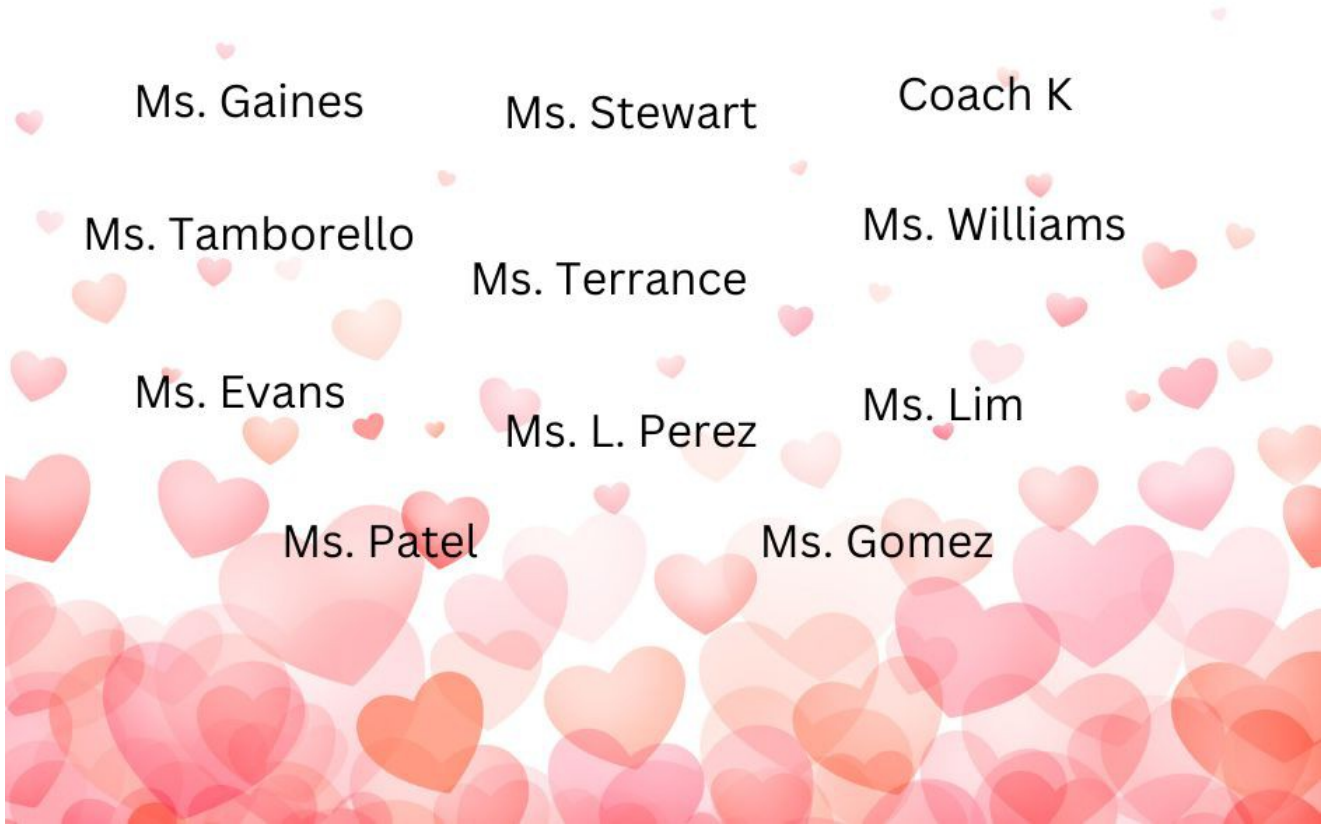 Ms. Gaines
Ms. Stewart
Coach K
Ms. Tamborello
Ms. Terrance
Ms. Williams
Ms. Evans
Ms. L. Perez
Ms. Lim
Ms. Patel
Ms. Gomez